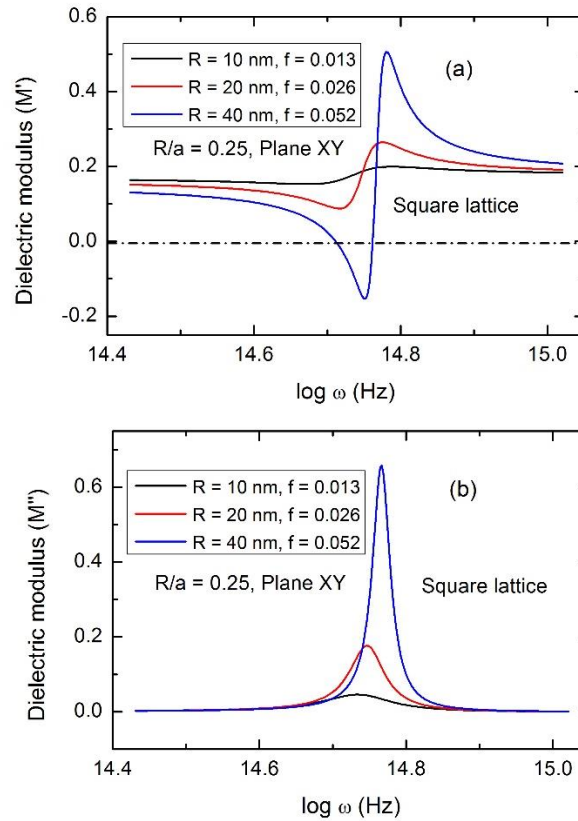 (a)
R = 10 nm, f = 0.013
R = 20 nm, f = 0.026
R = 40 nm, f = 0.052
R/a = 0.25, Plane XY
Square lattice
Dielectric modulus (M')
0.6
0.4
0.2
0.0
-0.2
14.4 14.6 14.8 15.0
log ω (Hz)
(b)
R = 10 nm, f = 0.013
R = 20 nm, f = 0.026
R = 40 nm, f = 0.052
R/a = 0.25, Plane XY
Square lattice
Dielectric modulus (M'')
0.6
0.4
0.2
0.0
14.4 14.6 14.8 15.0
log ω (Hz)